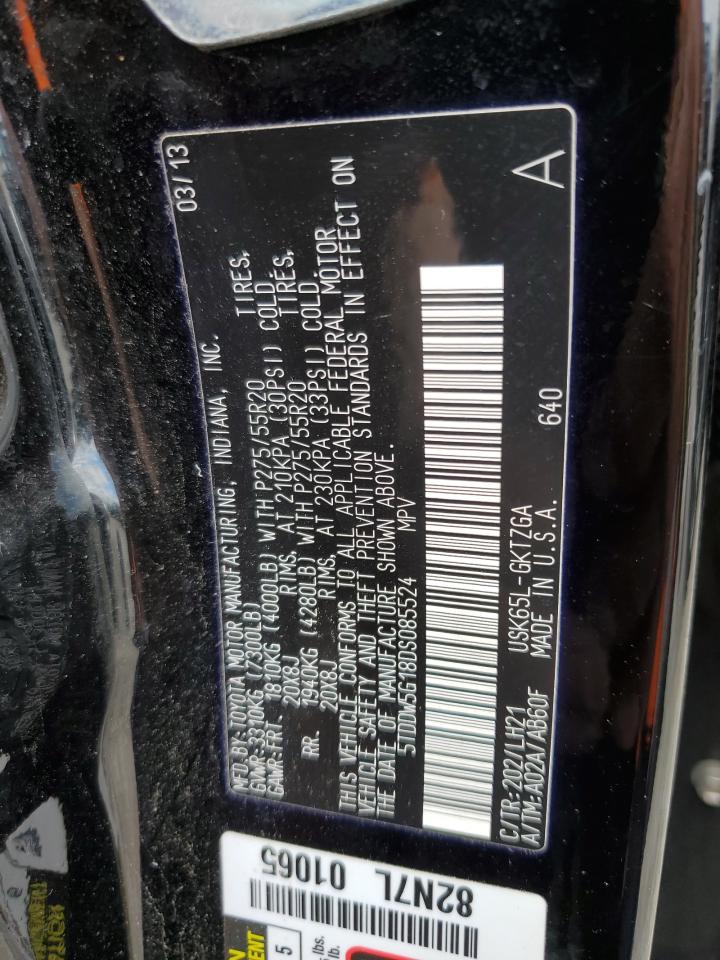 03/13
MFD.BY: TOYOTA MOTOR MANUFACTURING, INDIANA, INC.
GVWR:3310KG (7300LB)
GAWR:FRT 1810KG (4000LB) WITH P275/55R20 TIRES,
20X8J RIMS, AT 210KPA (30PSI) COLD.
RR. 1940KG (4280LB) WITH P275/55R20 TIRES,
20X8J RIMS, AT 230KPA (33PSI) COLD.
THIS VEHICLE CONFORMS TO ALL APPLICABLE FEDERAL MOTOR
VEHICLE SAFETY AND THEFT PREVENTION STANDARDS IN EFFECT ON
THE DATE OF MANUFACTURE SHOWN ABOVE.
5TDDW5G18DS085524 MPV
C/TR:202/LH21 USK65L-GKTZGA 640
A/TM:A02A/AB60F MADE IN U.S.A. A
82N7L
01065
5
lbs.
lb.